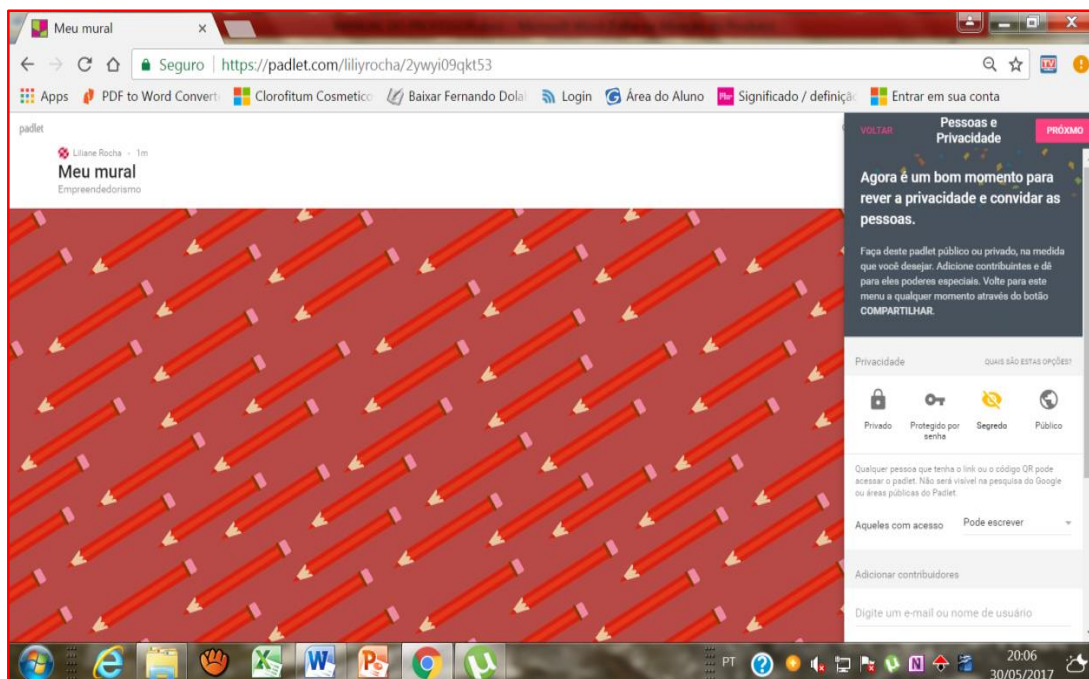 Meu mural
Seguro | https://padlet.com/liliyrocha/2ywyi09qkt53
Apps PDF to Word Convert Clorofitum Cosmetico Baixar Fernando Dola Login Área do Aluno Significado / definiçã Entrar em sua conta
padlet
Liliane Rocha - 1m
Meu mural
Empreendedorismo
VOLTAR
Pessoas e
Privacidade
PRÓXMO
Agora é um bom momento para
rever a privacidade e convidar as
pessoas.
Faça deste padlet público ou privado, na medida
que você desejar. Adicione contribuintes e dê
para eles poderes especiais. Volte para este
menu a qualquer momento através do botão
COMPARTILHAR.
Privacidade QUAIS SÃO ESTAS OPÇÕES?
Privado Protegido por senha Segredo Público
Qualquer pessoa que tenha o link ou o código QR pode
acessar o padlet. Não será visível na pesquisa do Google
ou áreas públicas do Padlet.
Aqueles com acesso Pode escrever
Adicionar contribuidores
Digite um e-mail ou nome de usuário
PT
20:06
30/05/2017